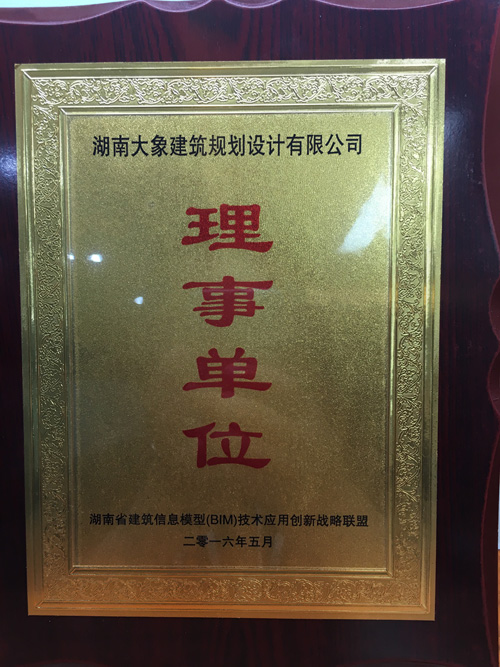 湖南大象建筑规划设计有限公司
理
事
单
位
湖南省建筑信息模型(BIM)技术应用创新战略联盟
二零一六年五月